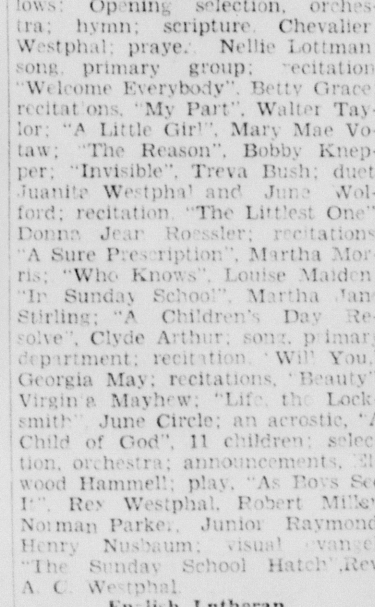 lows: Opening selection, orches-
tra; hymn; scripture, Chevalier
Westphal; prayer, Nellie Lottman
song, primary group; recitation
"Welcome Everybody", Betty Grace
recitations, "My Part", Walter Tay-
lor; "A Little Girl", Mary Mae Vo-
taw; "The Reason", Bobby Knep-
per; "Invisible", Treva Bush; duet
Juanita Westphal and June Wol-
ford; recitation "The Littlest One"
Donna Jear Roessler; recitations
"A Sure Prescription", Martha Mor-
ris; "Who Knows", Louise Maiden
"In Sunday School", Martha Jan
Stirling; "A Children's Day Re-
solve", Clyde Arthur; song, primary
department; recitation, "Will You,"
Georgia May; recitations, "Beauty"
Virginia Mayhew; "Life, the Lock-
smith" June Circle; an acrostic, "A
Child of God", 11 children; selec-
tion, orchestra; announcements, El
wood Hammell; play, "As Boys See
It", Rev Westphal, Robert Miller
Norman Parker, Junior Raymond
Henry Nusbaum; visual evange
"The Sunday School Hatch", Rev
A. C. Westphal.
English Lutheran